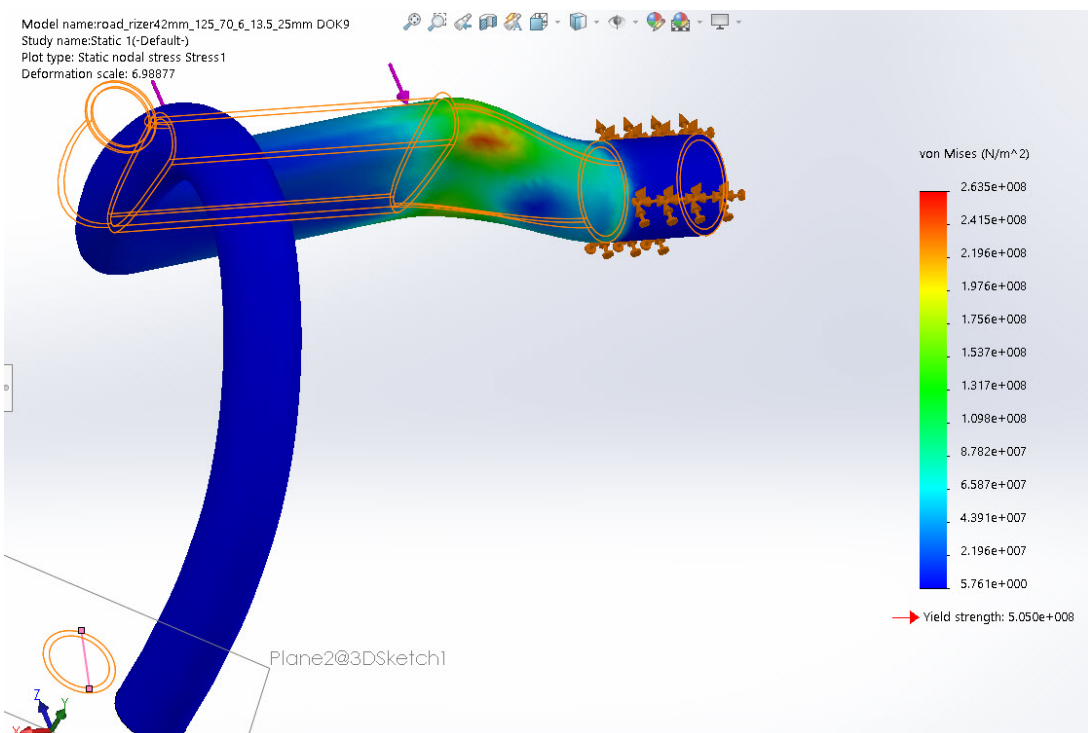 Model name:road_rizer42mm_125_70_6_13.5_25mm DOK9
Study name:Static 1(-Default-)
Plot type: Static nodal stress Stress1
Deformation scale: 6.98877
von Mises (N/m^2)
2.635e+008
2.415e+008
2.196e+008
1.976e+008
1.756e+008
1.537e+008
1.317e+008
1.098e+008
8.782e+007
6.587e+007
4.391e+007
2.196e+007
5.761e+000
Yield strength: 5.050e+008
Plane2@3DSketch1
Z
Y
X